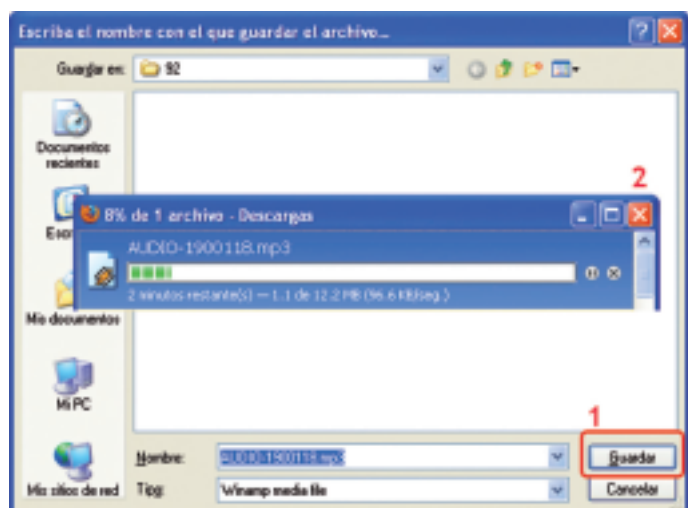 Escriba el nombre con el que guardar el archivo...
Guardar en: 92
Documentos
recientes
2
8% de 1 archivo - Descargas
AUDIO-1900118.mp3
2 minutos restante(s) — 1.1 de 12.2 MB (96.6 KB/seg.)
Mis documentos
Mi PC
1
Nombre: AUDIO-1900118.mp3 Guardar
Mis sitios de red Tipo: Winamp media file Cancelar